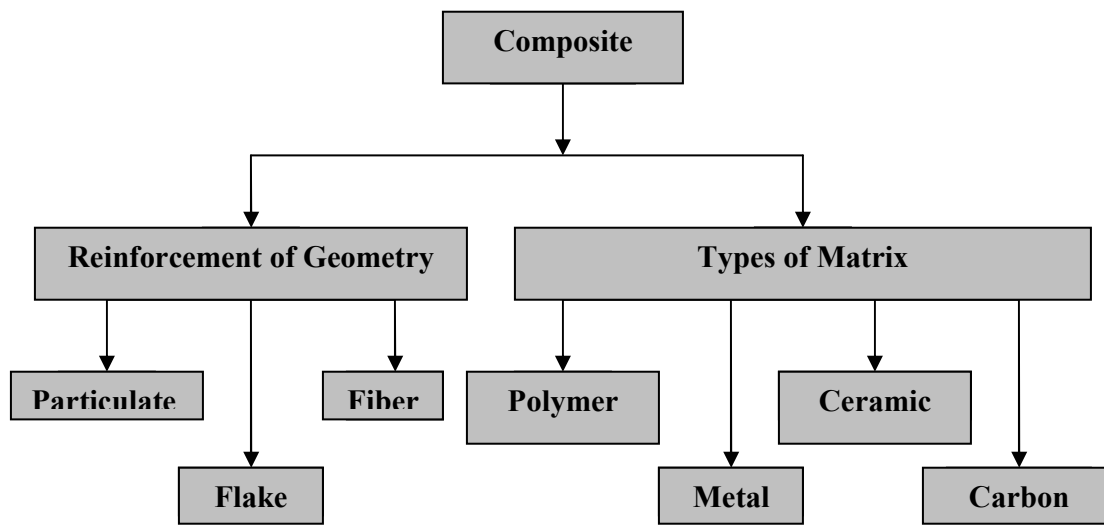 Composite
Reinforcement of Geometry
Types of Matrix
Particulate
Flake
Fiber
Polymer
Metal
Ceramic
Carbon